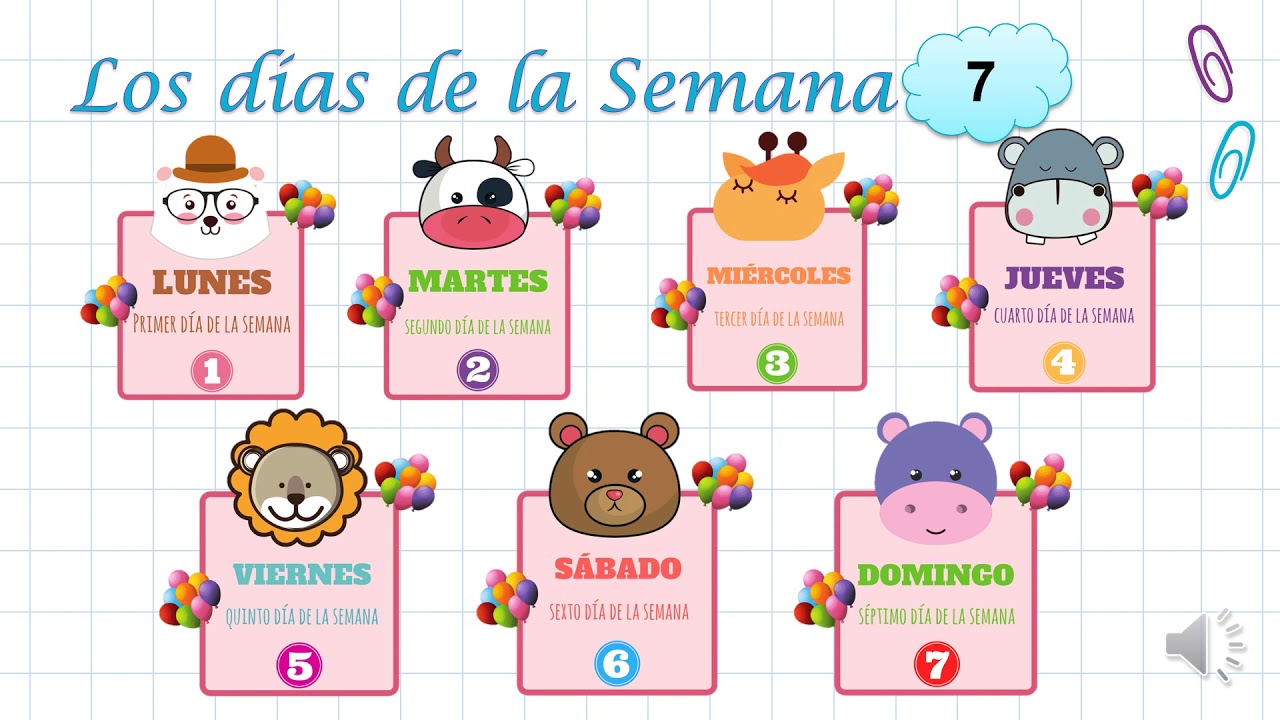 Los días de la Semana
7
LUNES
PRIMER DÍA DE LA SEMANA
1
MARTES
SEGUNDO DÍA DE LA SEMANA
2
MIÉRCOLES
TERCER DÍA DE LA SEMANA
3
JUEVES
CUARTO DÍA DE LA SEMANA
4
VIERNES
QUINTO DÍA DE LA SEMANA
5
SÁBADO
SEXTO DÍA DE LA SEMANA
6
DOMINGO
SÉPTIMO DÍA DE LA SEMANA
7